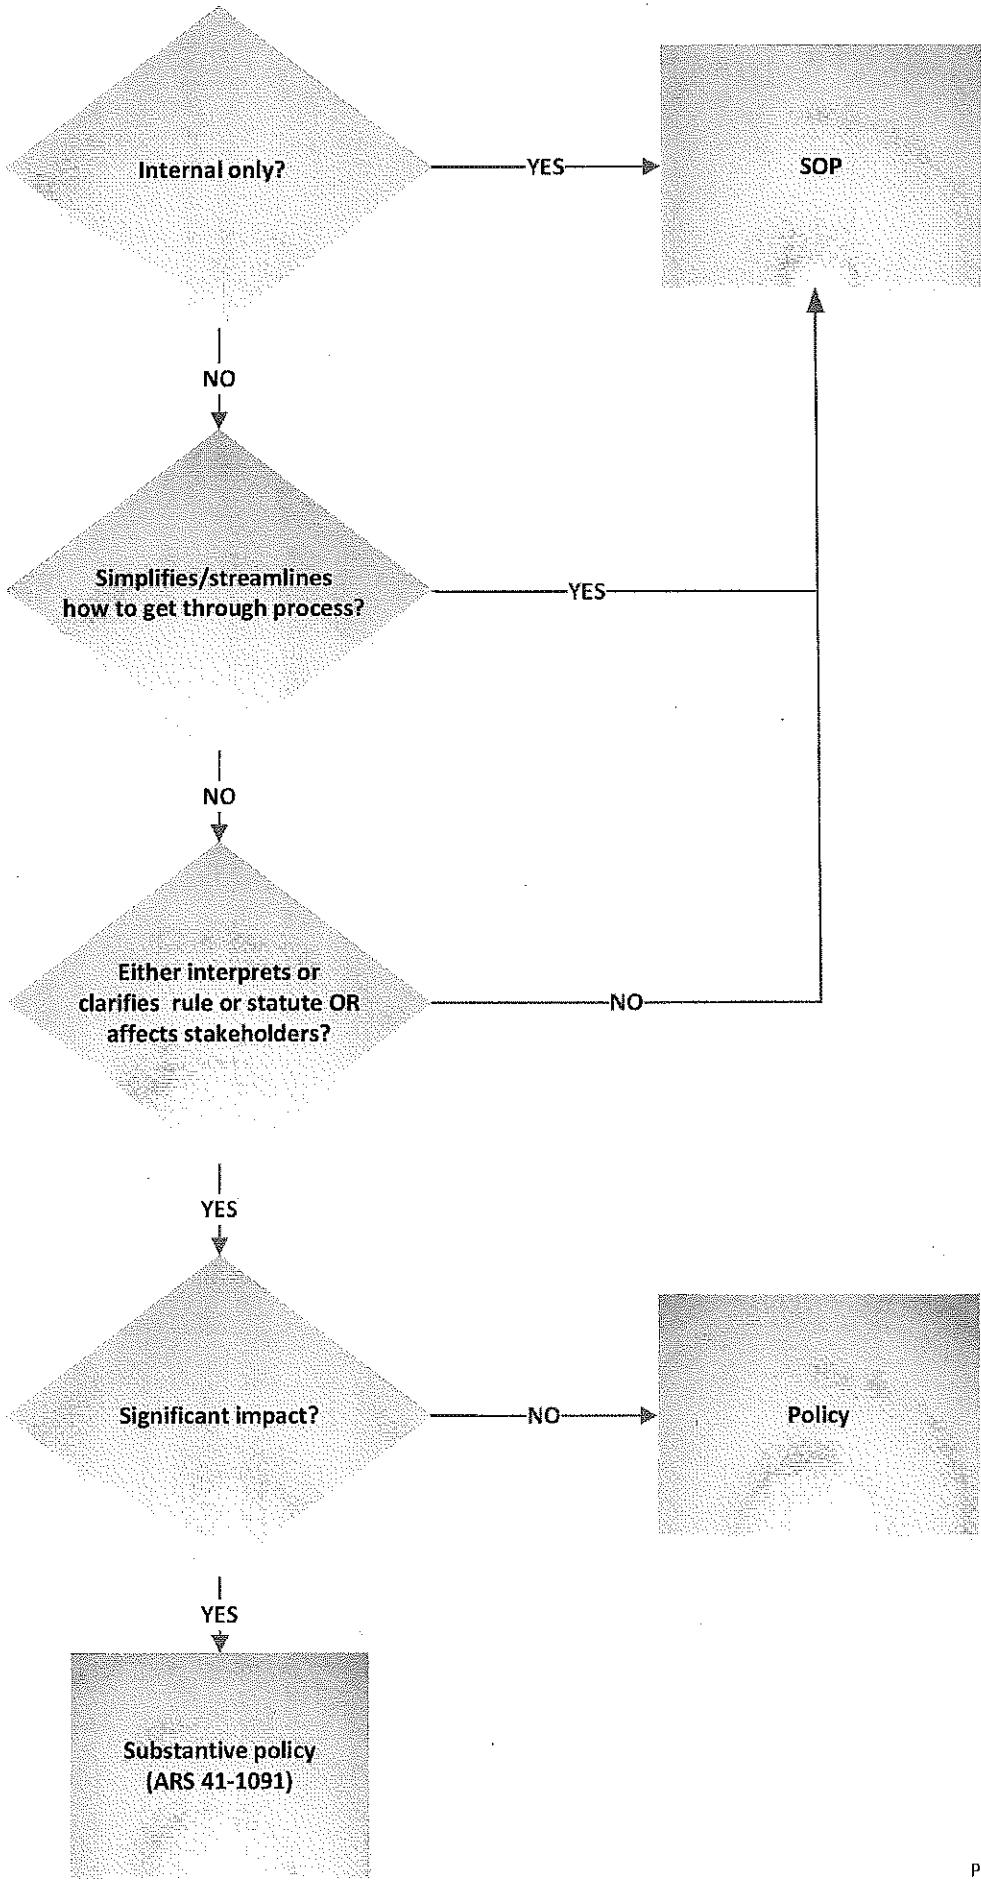 Internal only?
YES
SOP
NO
Simplifies/streamlines
how to get through process?
YES
NO
Either interprets or
clarifies rule or statute OR
affects stakeholders?
NO
YES
Significant impact?
NO
Policy
YES
Substantive policy
(ARS 41-1091)
P